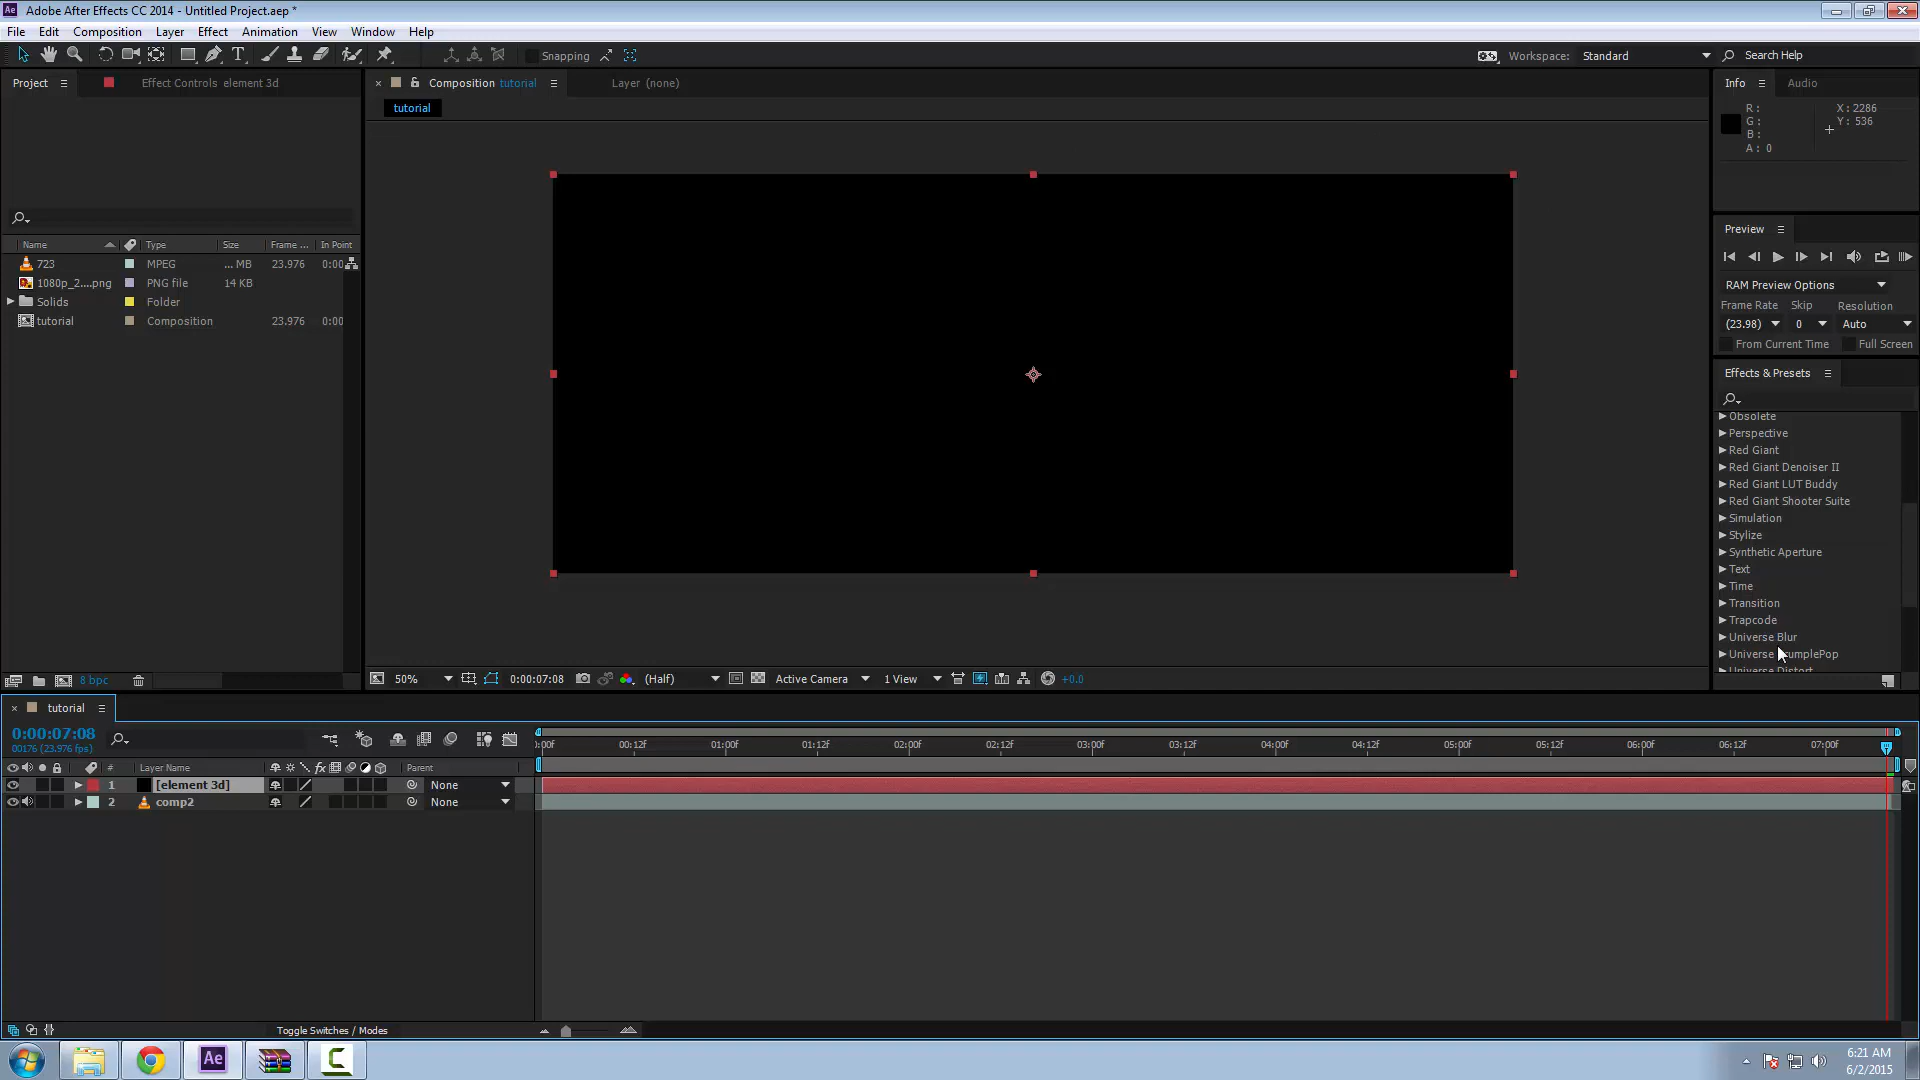 Adobe After Effects CC 2014 - Untitled Project.aep *
File Edit Composition Layer Effect Animation View Window Help
Snapping
Workspace: Standard
Search Help
Project
Effect Controls element 3d
Composition tutorial
Layer (none)
tutorial
Info Audio
R :
G :
B :
A : 0
X : 2286
Y : 536
Name Type Size Frame ... In Point
723 MPEG ... MB 23.976 0:00
1080p_2....png PNG file 14 KB
Solids Folder
tutorial Composition 23.976 0:00
8 bpc
Preview
RAM Preview Options
Frame Rate Skip Resolution
(23.98) 0 Auto
From Current Time Full Screen
Effects & Presets
Obsolete
Perspective
Red Giant
Red Giant Denoiser II
Red Giant LUT Buddy
Red Giant Shooter Suite
Simulation
Stylize
Synthetic Aperture
Text
Time
Transition
Trapcode
Universe Blur
Universe
Universe Distort
50% 0:00:07:08 (Half) Active Camera 1 View +0.0
tutorial
0:00:07:08
00176 (23.976 fps)
:00f 00:12f 01:00f 01:12f 02:00f 02:12f 03:00f 03:12f 04:00f 04:12f 05:00f 05:12f 06:00f 06:12f 07:00f
# Layer Name fx Parent
1 [element 3d] None
2 comp2 None
Toggle Switches / Modes
Ae
6:21 AM
6/2/2015